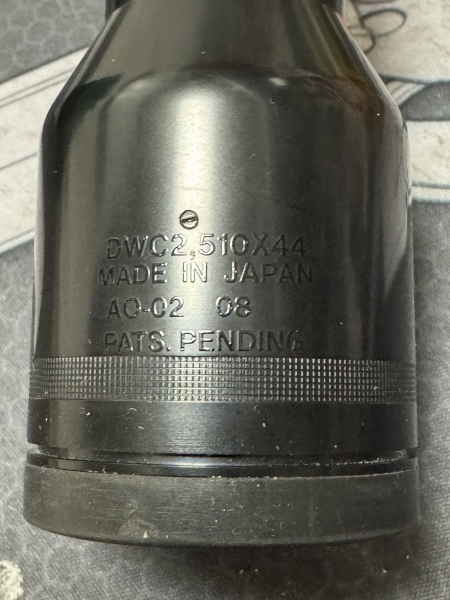 DWC2,510X44
MADE IN JAPAN
AO-02 08
PATS. PENDING